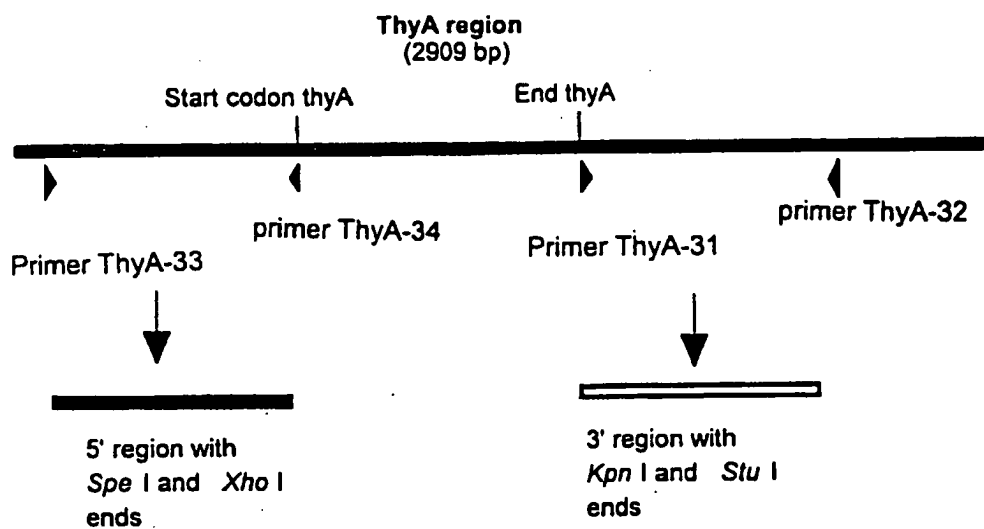 ThyA region
(2909 bp)
Start codon thyA
End thyA
primer ThyA-34
primer ThyA-32
Primer ThyA-33
Primer ThyA-31
5' region with
Spe I and Xho I
ends
3' region with
Kpn I and Stu I
ends